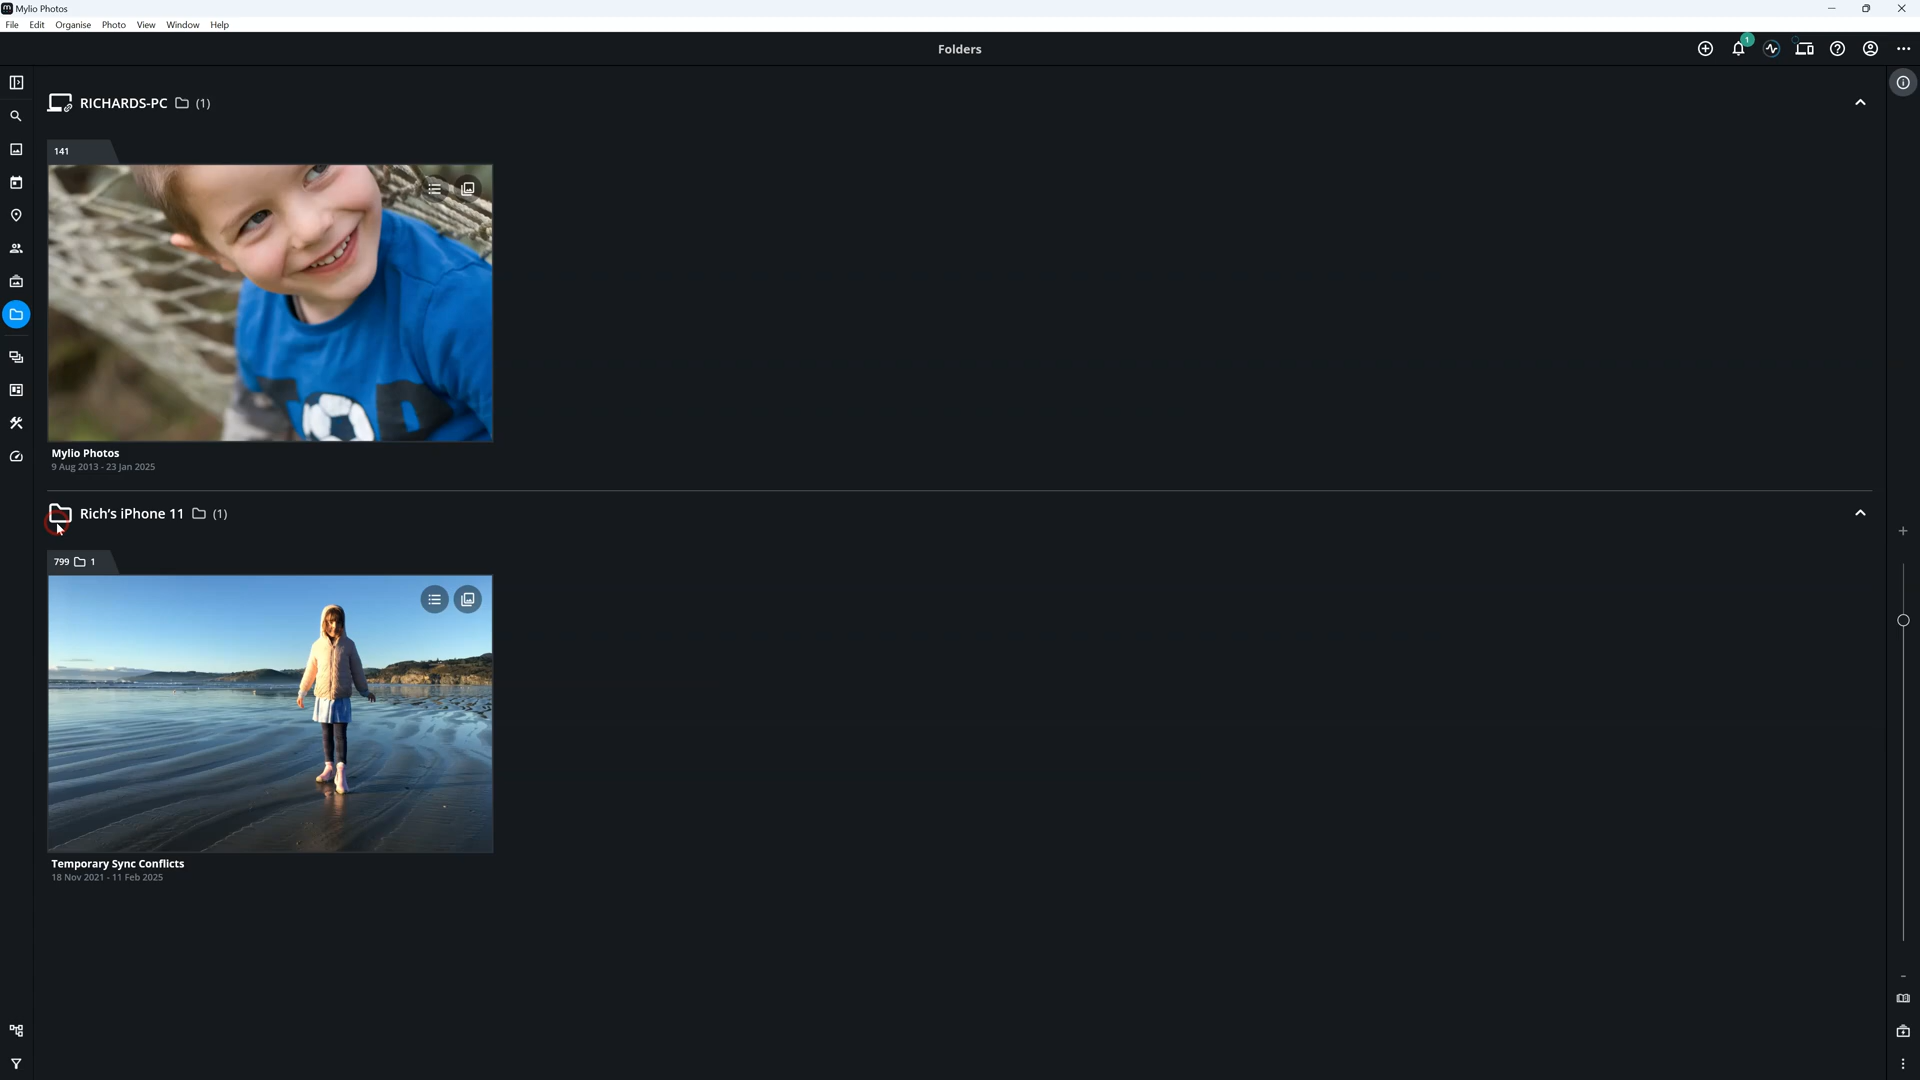 Mylio Photos
File Edit Organise Photo View Window Help
Folders
1
RICHARDS-PC (1)
141
Mylio Photos
9 Aug 2013 - 23 Jan 2025
Rich’s iPhone 11 (1)
799 1
Temporary Sync Conflicts
18 Nov 2021 - 11 Feb 2025